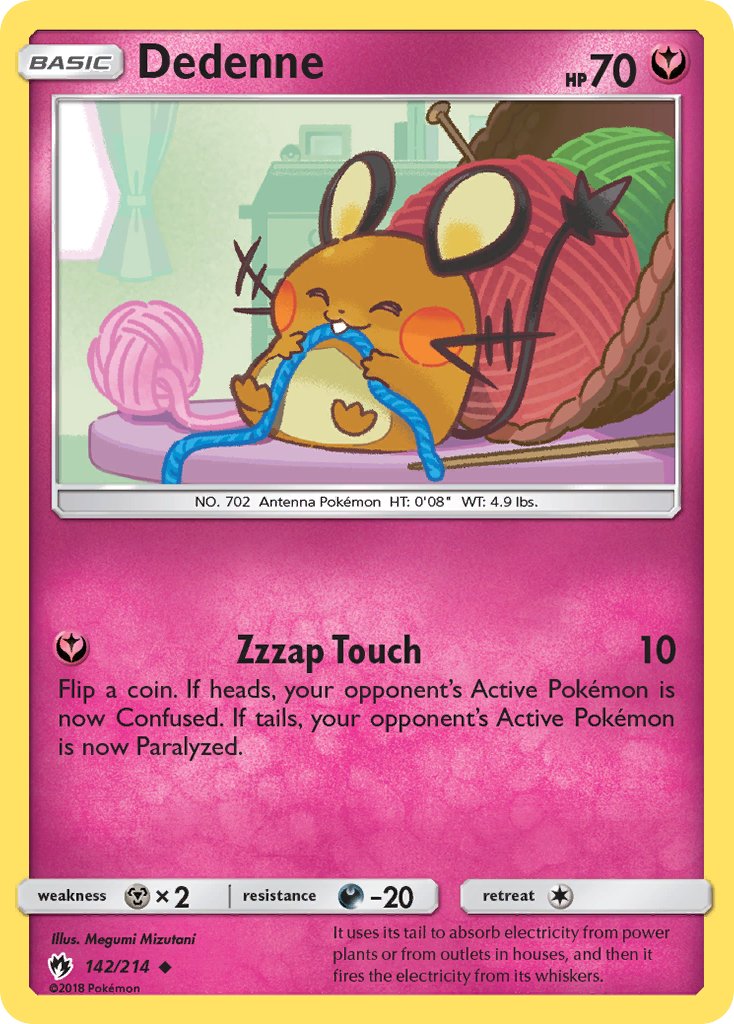 BASIC Dedenne HP 70
NO. 702 Antenna Pokémon HT: 0'08" WT: 4.9 lbs.
Zzzap Touch 10
Flip a coin. If heads, your opponent's Active Pokémon is
now Confused. If tails, your opponent's Active Pokémon
is now Paralyzed.
weakness ×2 resistance -20 retreat
Illus. Megumi Mizutani
142/214
©2018 Pokémon
It uses its tail to absorb electricity from power
plants or from outlets in houses, and then it
fires the electricity from its whiskers.